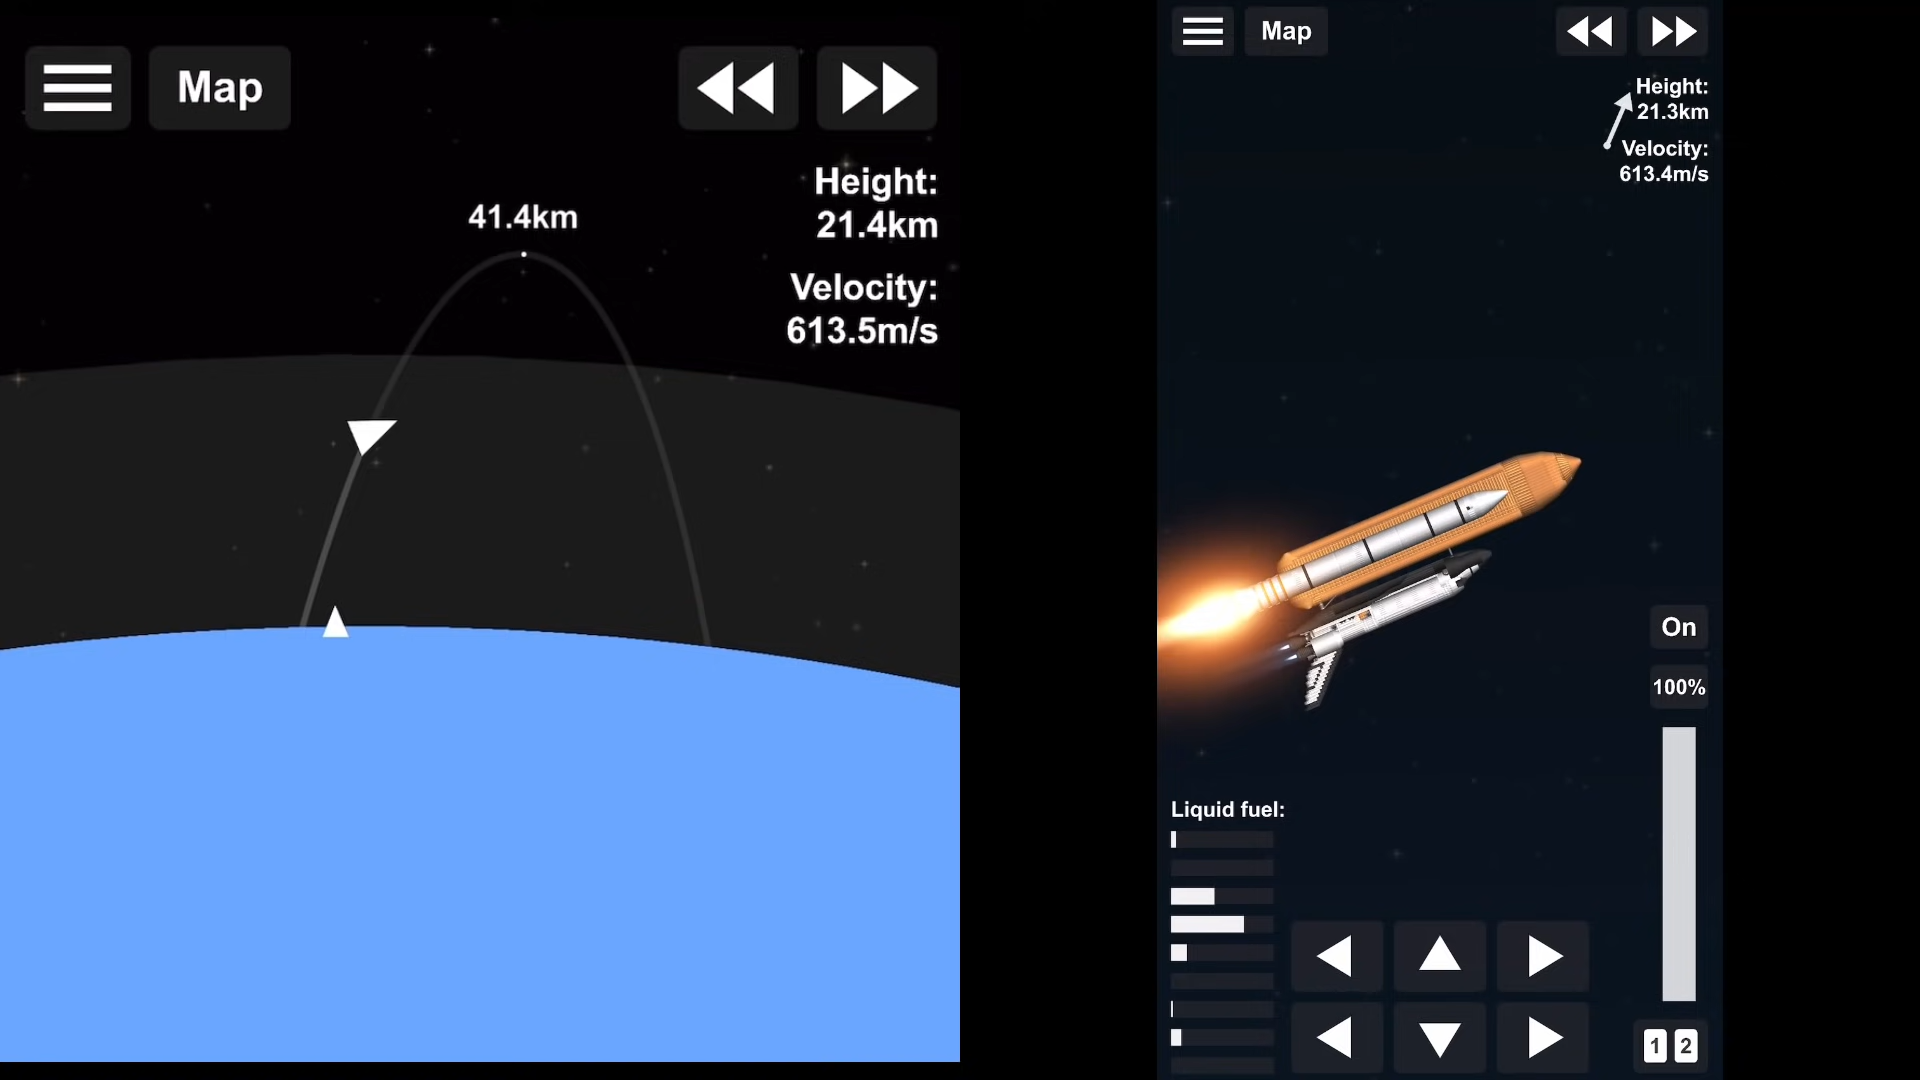 Map
Height:
21.4km
Velocity:
613.5m/s
41.4km
Map
Height:
21.3km
Velocity:
613.4m/s
On
100%
Liquid fuel:
1 2